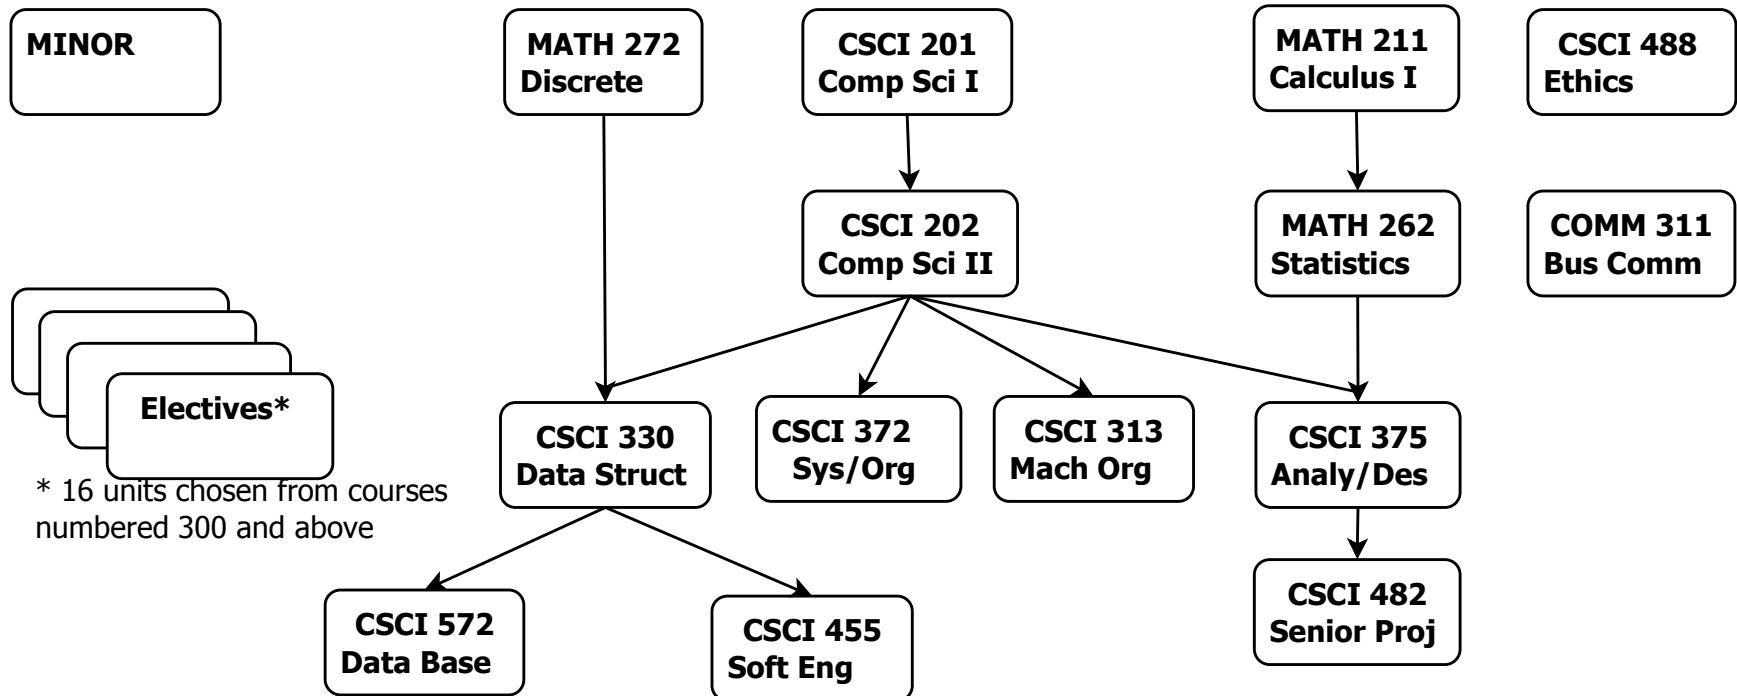 MINOR
MATH 272
Discrete
CSCI 201
Comp Sci I
MATH 211
Calculus I
CSCI 488
Ethics
CSCI 202
Comp Sci II
MATH 262
Statistics
COMM 311
Bus Comm
Electives*
* 16 units chosen from courses
numbered 300 and above
CSCI 330
Data Struct
CSCI 372
Sys/Org
CSCI 313
Mach Org
CSCI 375
Analy/Des
CSCI 572
Data Base
CSCI 455
Soft Eng
CSCI 482
Senior Proj